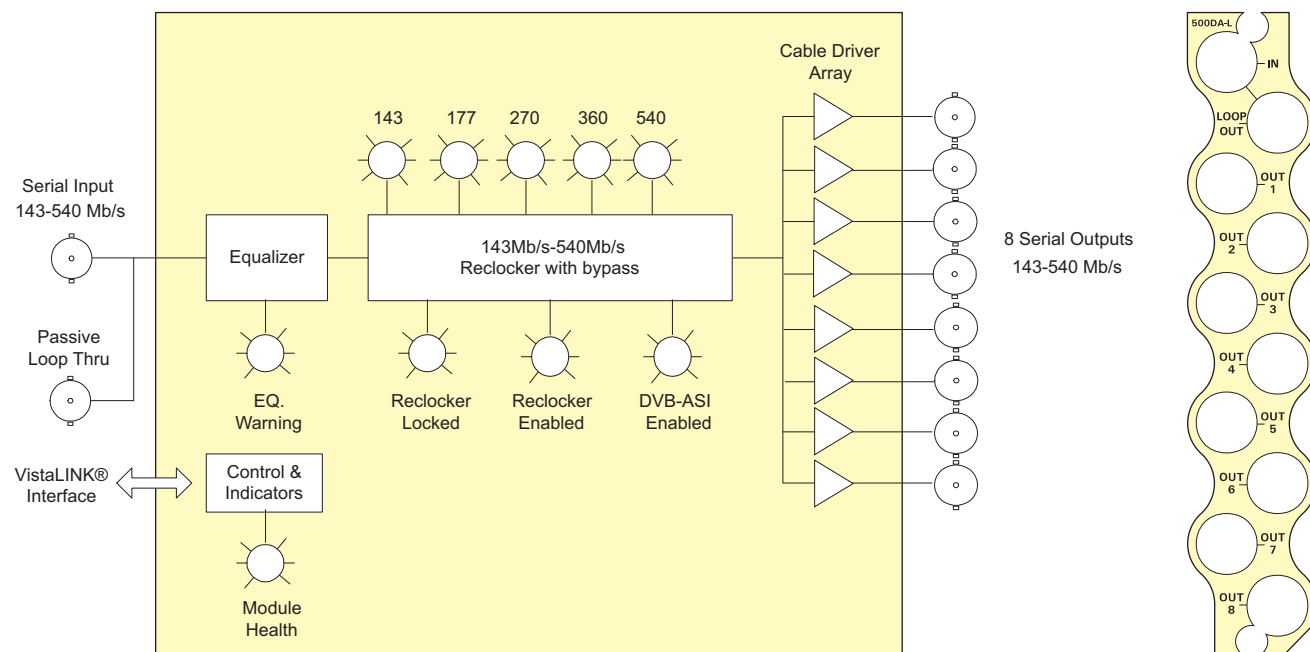 Cable Driver
Array
143
177
270
360
540
Serial Input
143-540 Mb/s
Equalizer
143Mb/s-540Mb/s
Reclocker with bypass
8 Serial Outputs
143-540 Mb/s
Passive
Loop Thru
EQ.
Warning
Reclocker
Locked
Reclocker
Enabled
DVB-ASI
Enabled
VistaLINK®
Interface
Control &
Indicators
Module
Health
500DA-L
IN
LOOP
OUT
OUT
1
OUT
2
OUT
3
OUT
4
OUT
5
OUT
6
OUT
7
OUT
8